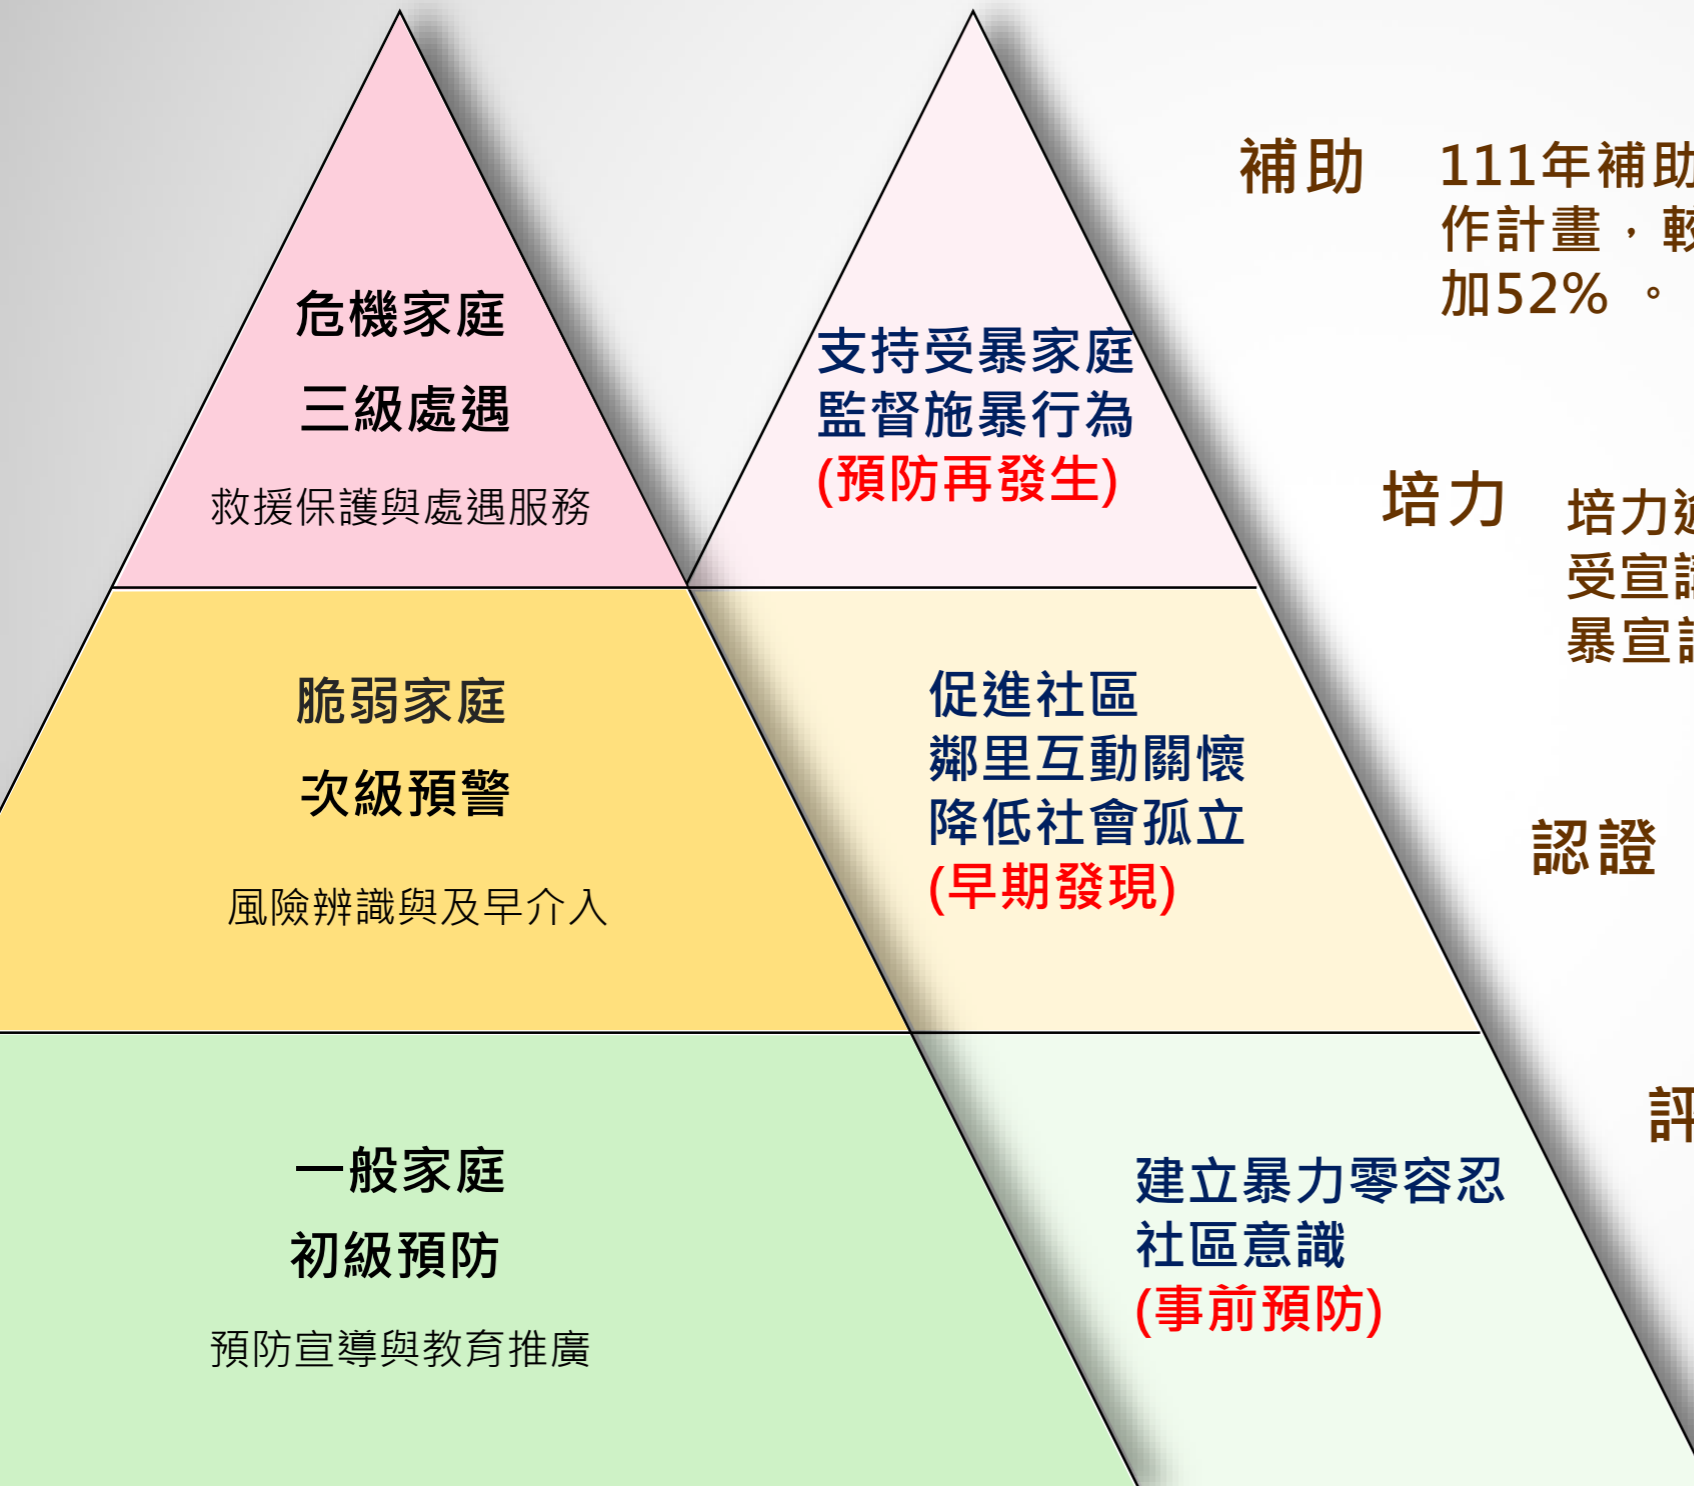 危機家庭
三級處遇
救援保護與處遇服務
脆弱家庭
次級預警
風險辨識與及早介入
一般家庭
初級預防
預防宣導與教育推廣
支持受暴家庭
監督施暴行為
(預防再發生)
促進社區
鄰里互動關懷
降低社會孤立
(早期發現)
建立暴力零容忍
社區意識
(事前預防)
補助
111年補助
作計畫，較
加52% 。
培力
培力
受宣
暴宣
認證
評